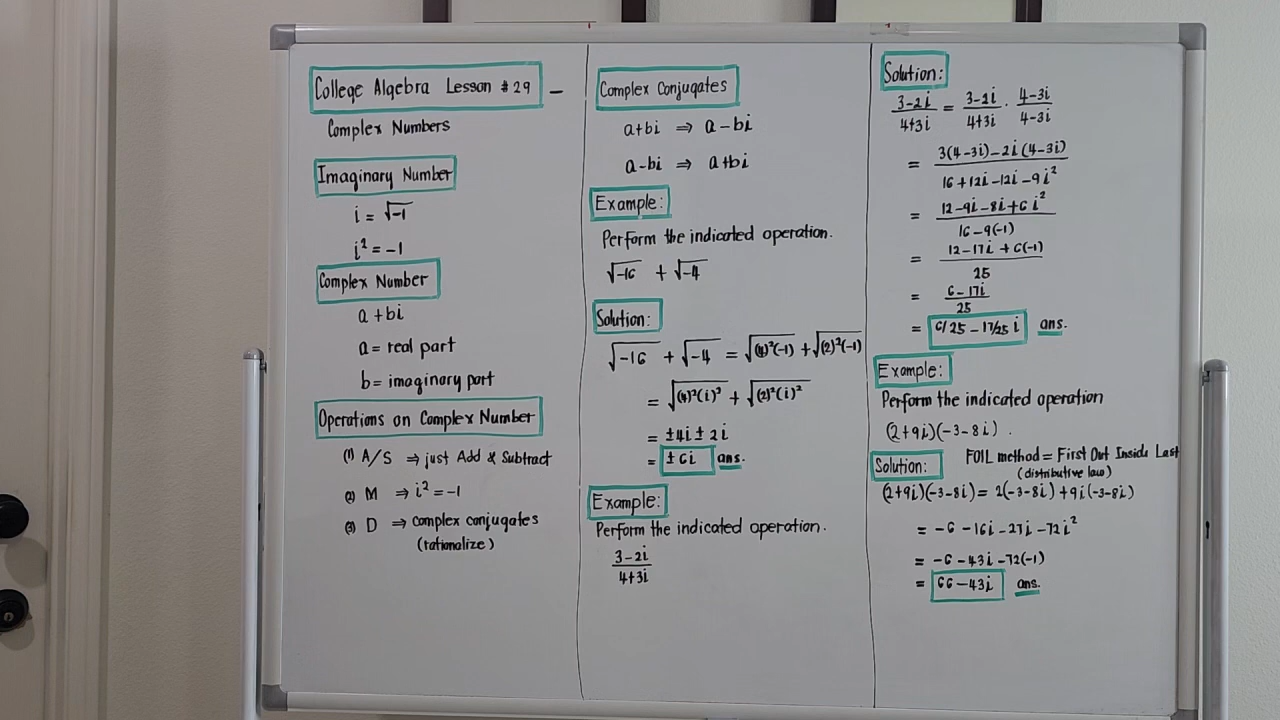 College Algebra Lesson #29 –
Complex Numbers
Imaginary Number
i = √-1
i² = -1
Complex Number
a + bi
a = real part
b = imaginary part
Operations on Complex Number
(1) A/S ⇒ just Add & Subtract
(2) M ⇒ i² = -1
(3) D ⇒ complex conjugates
(rationalize)
Complex Conjugates
a+bi ⇒ a-bi
a-bi ⇒ a+bi
Example:
Perform the indicated operation.
√-16 + √-4
Solution:
√-16 + √-4 = √(4)²(-1) + √(2)²(-1)
= √(4)²(i)² + √(2)²(i)²
= ±4i ± 2i
= ±6i ans.
Example:
Perform the indicated operation.
3-2i
4+3i
Solution:
3-2i/4+3i = 3-2i/4+3i · 4-3i/4-3i
= 3(4-3i)-2i(4-3i)
16+12i-12i-9i²
= 12-9i-8i+6i²
16-9(-1)
= 12-17i+6(-1)
25
= 6-17i
25
= 6/25 - 17/25 i ans.
Example:
Perform the indicated operation
(2+9i)(-3-8i).
FOIL method = First Out Inside Last
Solution:
(distributive law)
(2+9i)(-3-8i) = 2(-3-8i) + 9i(-3-8i)
= -6 -16i -27i -72i²
= -6 -43i -72(-1)
= 66-43i ans.